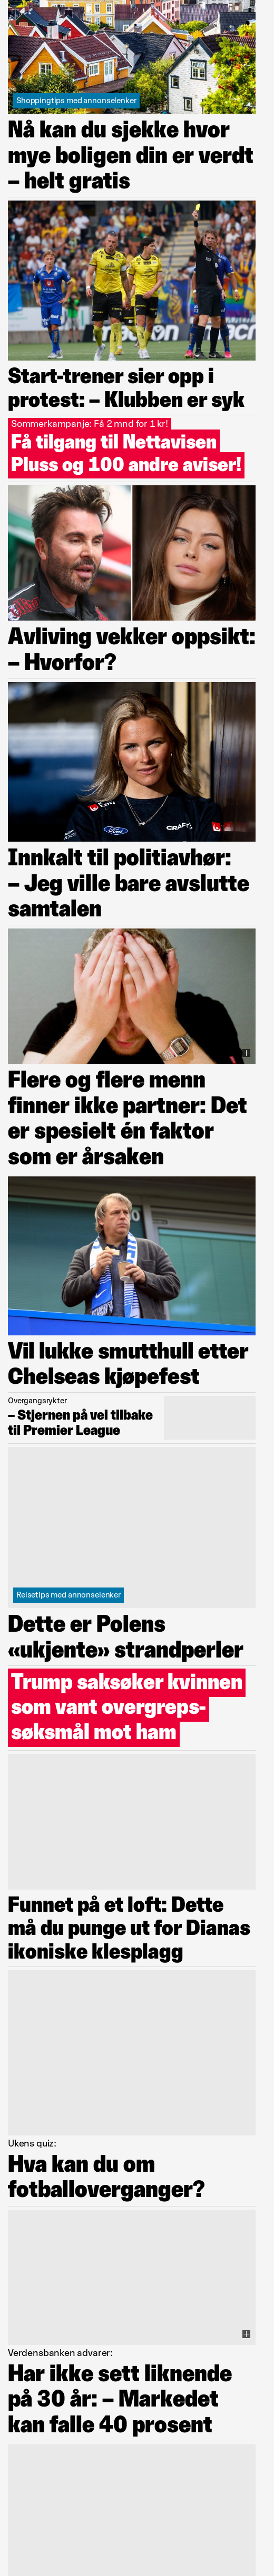 Shoppingtips med annonselenker
Nå kan du sjekke hvor
mye boligen din er verdt
– helt gratis
Start-trener sier opp i
protest: – Klubben er syk
Sommerkampanje: Få 2 mnd for 1 kr!
Få tilgang til Nettavisen
Pluss og 100 andre aviser!
Avliving vekker oppsikt:
– Hvorfor?
Ford
CRAFT
Innkalt til politiavhør:
– Jeg ville bare avslutte
samtalen
Flere og flere menn
finner ikke partner: Det
er spesielt én faktor
som er årsaken
Vil lukke smutthull etter
Chelseas kjøpefest
Overgangsrykter
– Stjernen på vei tilbake
til Premier League
Reisetips med annonselenker
Dette er Polens
«ukjente» strandperler
Trump saksøker kvinnen
som vant overgreps-
søksmål mot ham
Funnet på et loft: Dette
må du punge ut for Dianas
ikoniske klesplagg
Ukens quiz:
Hva kan du om
fotballoverganger?
Verdensbanken advarer:
Har ikke sett liknende
på 30 år: – Markedet
kan falle 40 prosent